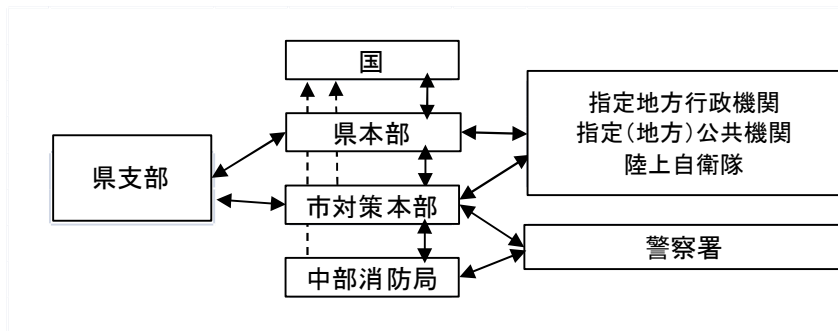 国
県本部
県支部
市対策本部
中部消防局
指定地方行政機関
指定(地方)公共機関
陸上自衛隊
警察署